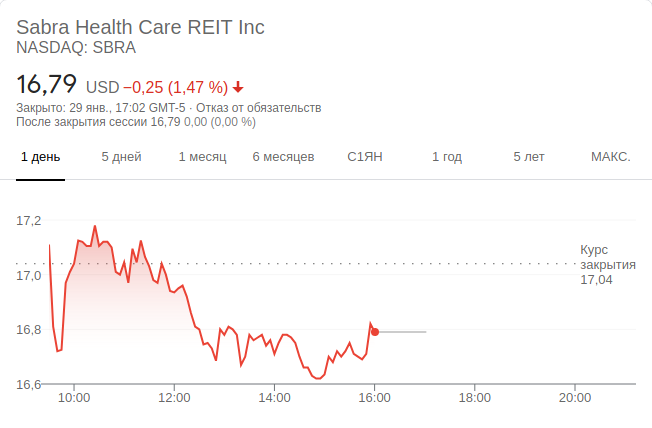 Sabra Health Care REIT Inc
NASDAQ: SBRA
16,79 USD −0,25 (1,47 %)
Закрыто: 29 янв., 17:02 GMT-5 · Отказ от обязательств
После закрытия сессии 16,79 0,00 (0,00 %)
1 день 5 дней 1 месяц 6 месяцев С1ЯН 1 год 5 лет МАКС.
17,2
Курс
закрытия
17,04
17,0
16,8
16,6
10:00 12:00 14:00 16:00 18:00 20:00